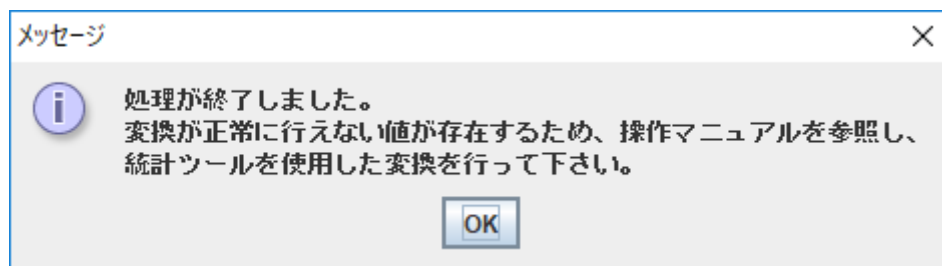 メッセージ
処理が終了しました。
変換が正常に行えない値が存在するため、操作マニュアルを参照し、
統計ツールを使用した変換を行って下さい。
OK